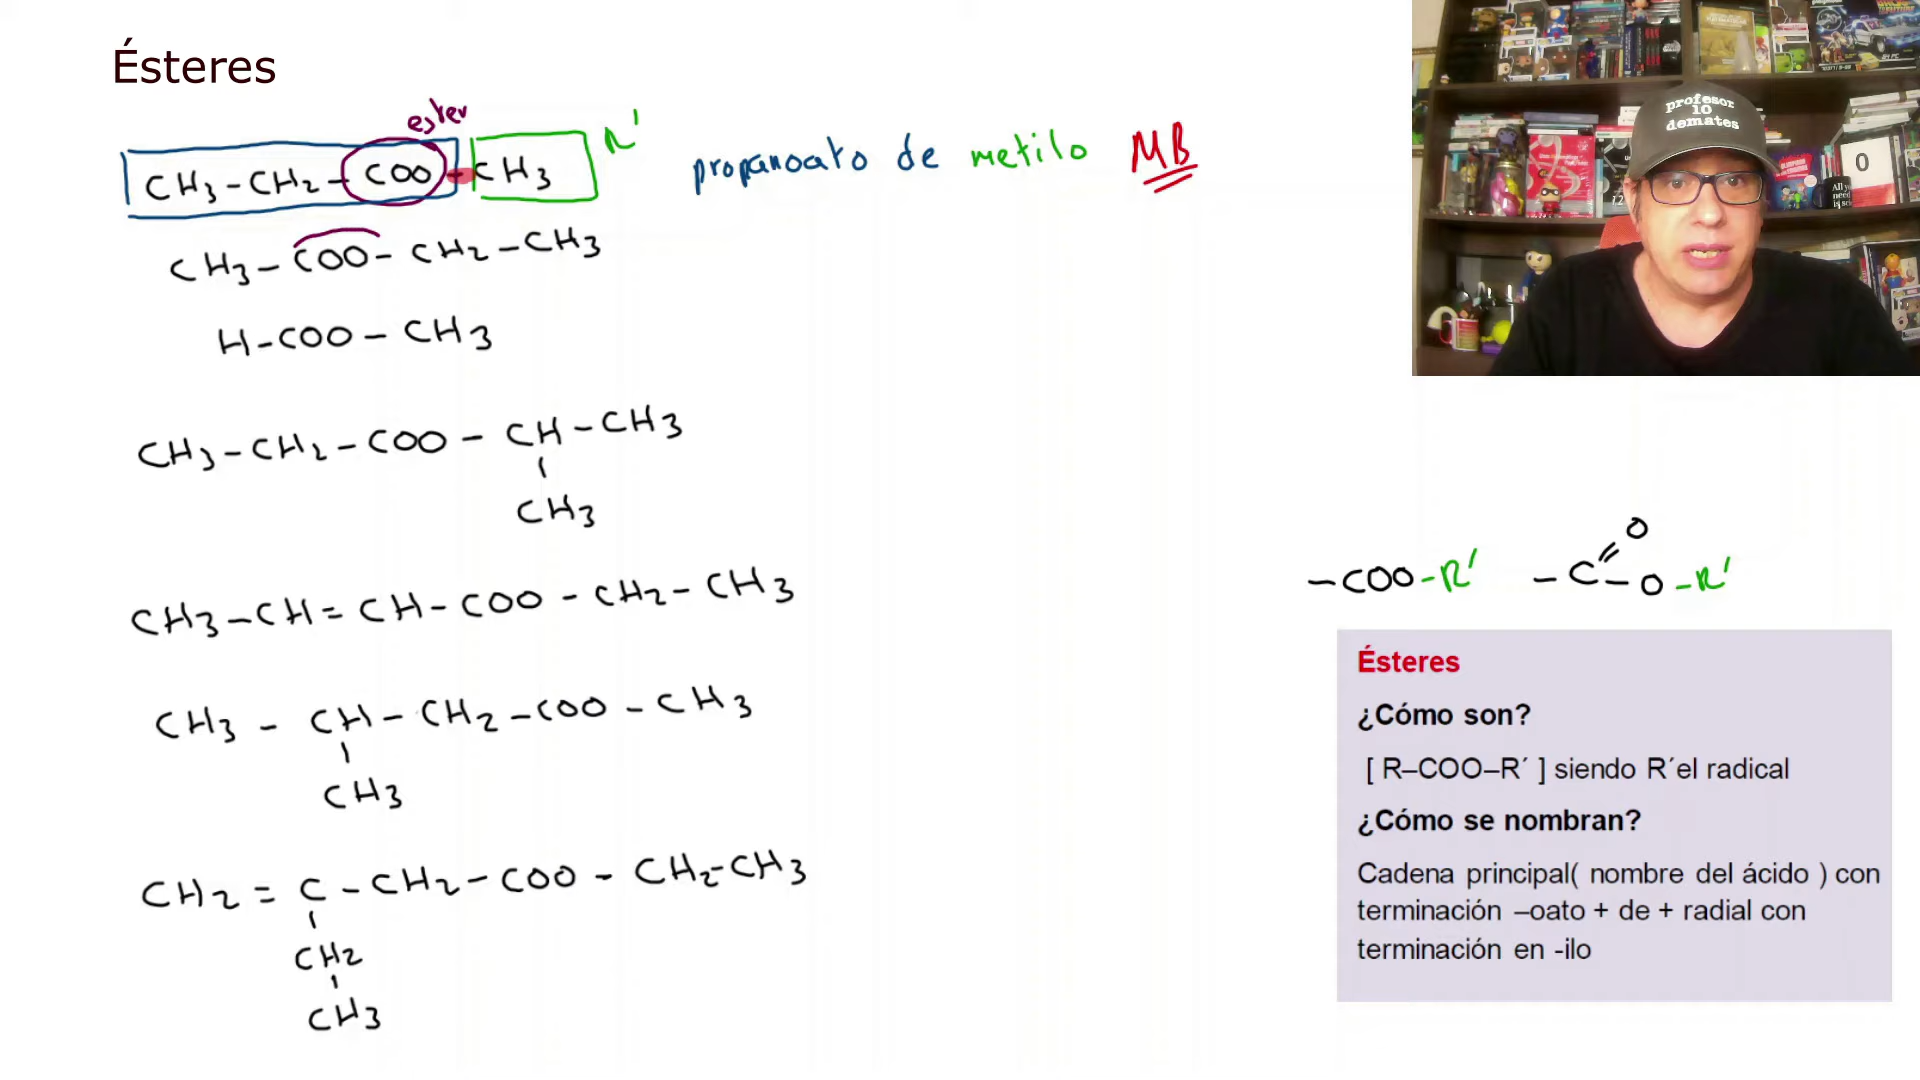 Ésteres
ester
CH3-CH2-COO-CH3 R' propanoato de metilo MB
CH3-COO-CH2-CH3
H-COO-CH3
CH3-CH2-COO-CH-CH3
CH3
CH3-CH=CH-COO-CH2-CH3
CH3-CH-CH2-COO-CH3
CH3
CH2=C-CH2-COO-CH2-CH3
CH2
CH3
profesor
10
demates
0
O
-COO-R' -C-O-R'
Ésteres
¿Cómo son?
[ R–COO–R´ ] siendo R´el radical
¿Cómo se nombran?
Cadena principal( nombre del ácido ) con
terminación –oato + de + radial con
terminación en -ilo